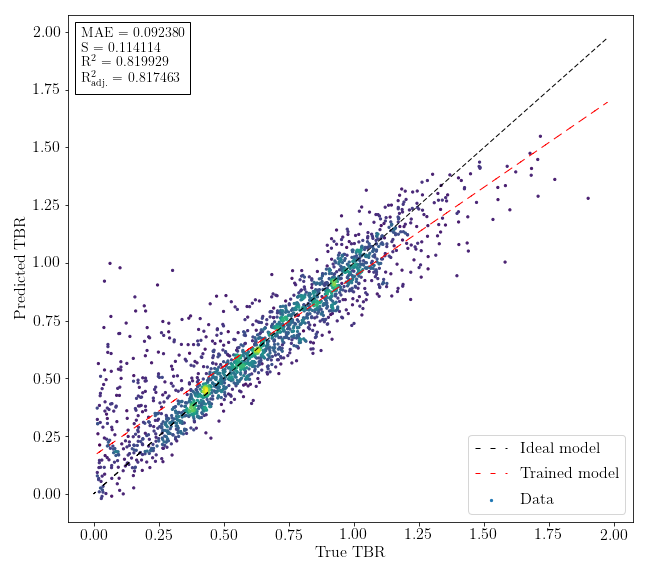 MAE = 0.092380
S = 0.114114
R² = 0.819929
R²adj. = 0.817463
2.00
1.75
1.50
1.25
1.00
0.75
0.50
0.25
0.00
Predicted TBR
Ideal model
Trained model
Data
0.00 0.25 0.50 0.75 1.00 1.25 1.50 1.75 2.00
True TBR